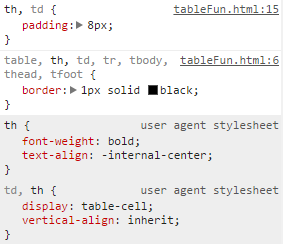 th, td { tableFun.html:15
padding: 8px;
}
table, th, td, tr, tbody, tableFun.html:6
thead, tfoot {
border: 1px solid black;
}
th { user agent stylesheet
font-weight: bold;
text-align: -internal-center;
}
td, th { user agent stylesheet
display: table-cell;
vertical-align: inherit;
}